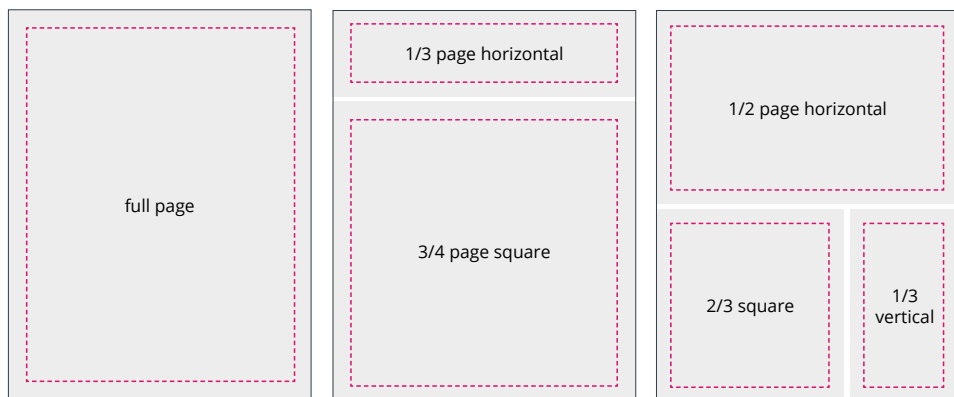 full page
1/3 page horizontal
3/4 page square
1/2 page horizontal
2/3 square
1/3
vertical